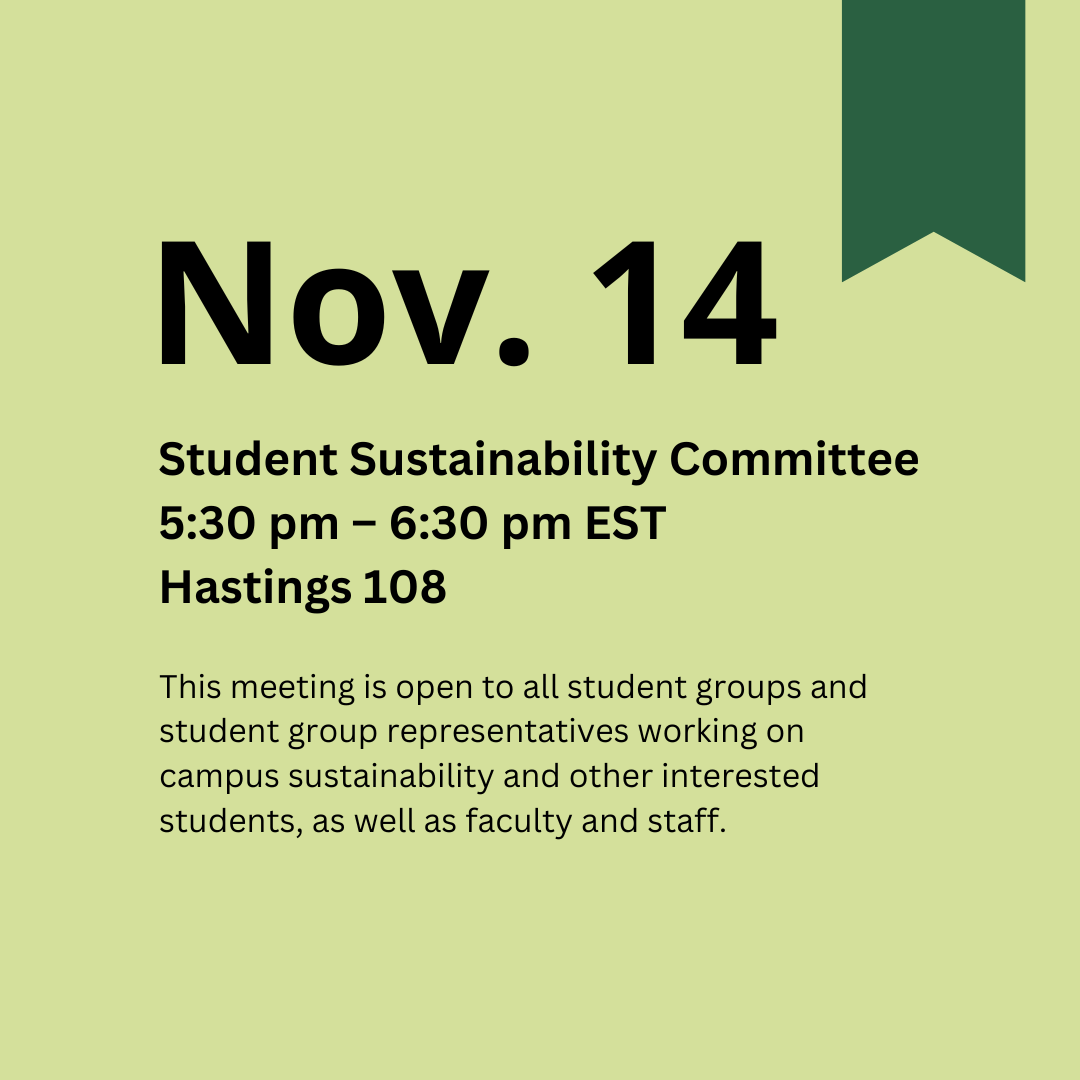 Nov. 14
Student Sustainability Committee
5:30 pm – 6:30 pm EST
Hastings 108
This meeting is open to all student groups and
student group representatives working on
campus sustainability and other interested
students, as well as faculty and staff.